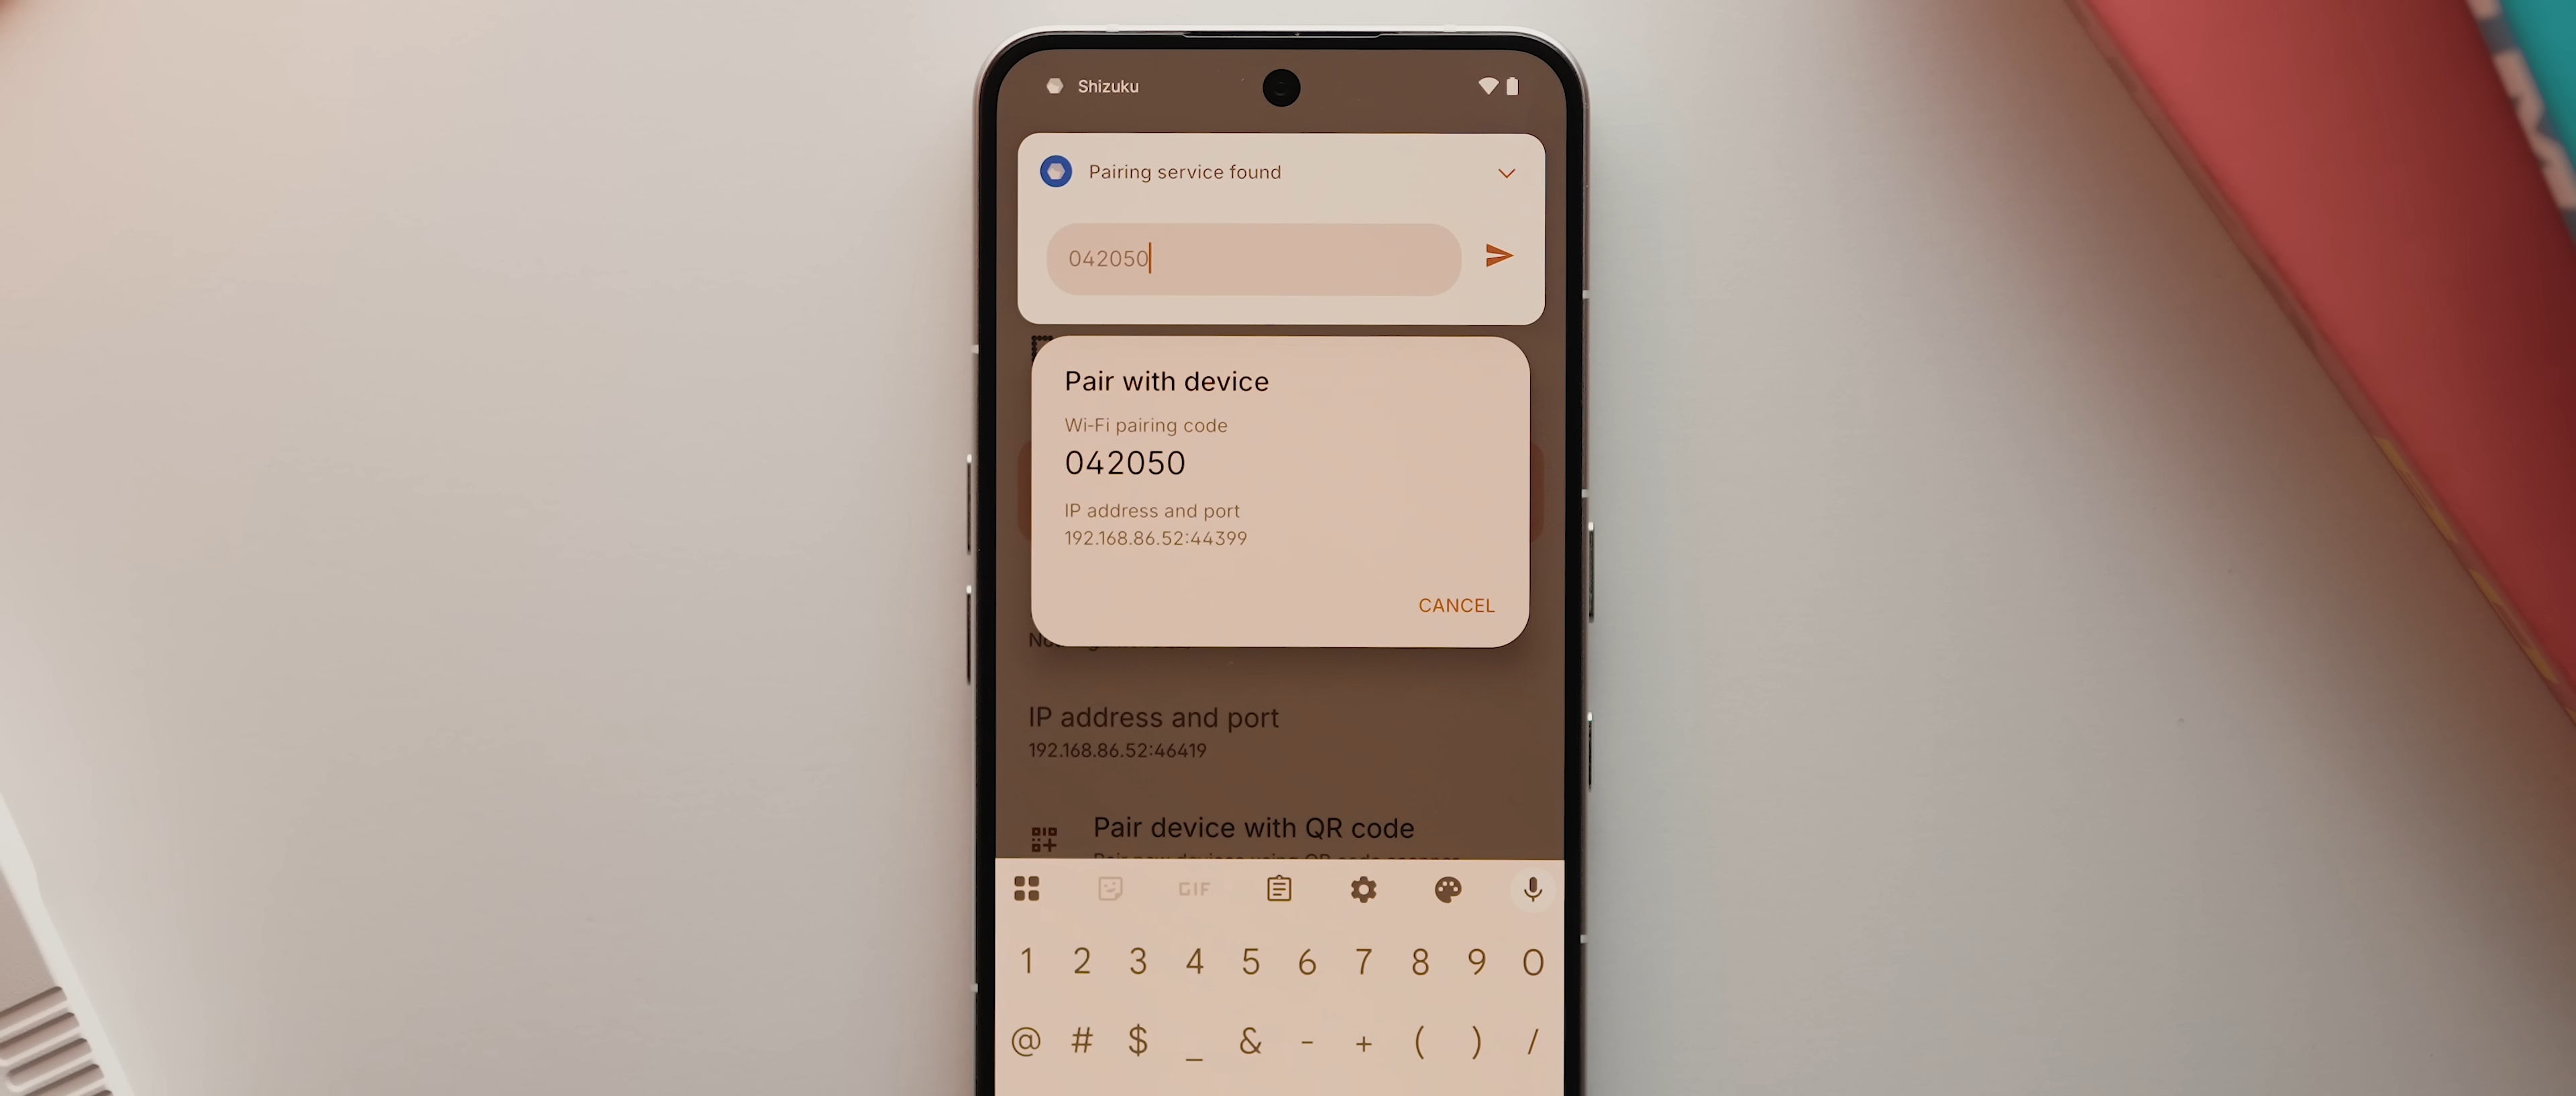 Shizuku
Pairing service found
042050
Pair with device
Wi-Fi pairing code
042050
IP address and port
192.168.86.52:44399
CANCEL
IP address and port
192.168.86.52:46419
Pair device with QR code
GIF
1 2 3 4 5 6 7 8 9 0
@ # $ _ & - + ( ) /